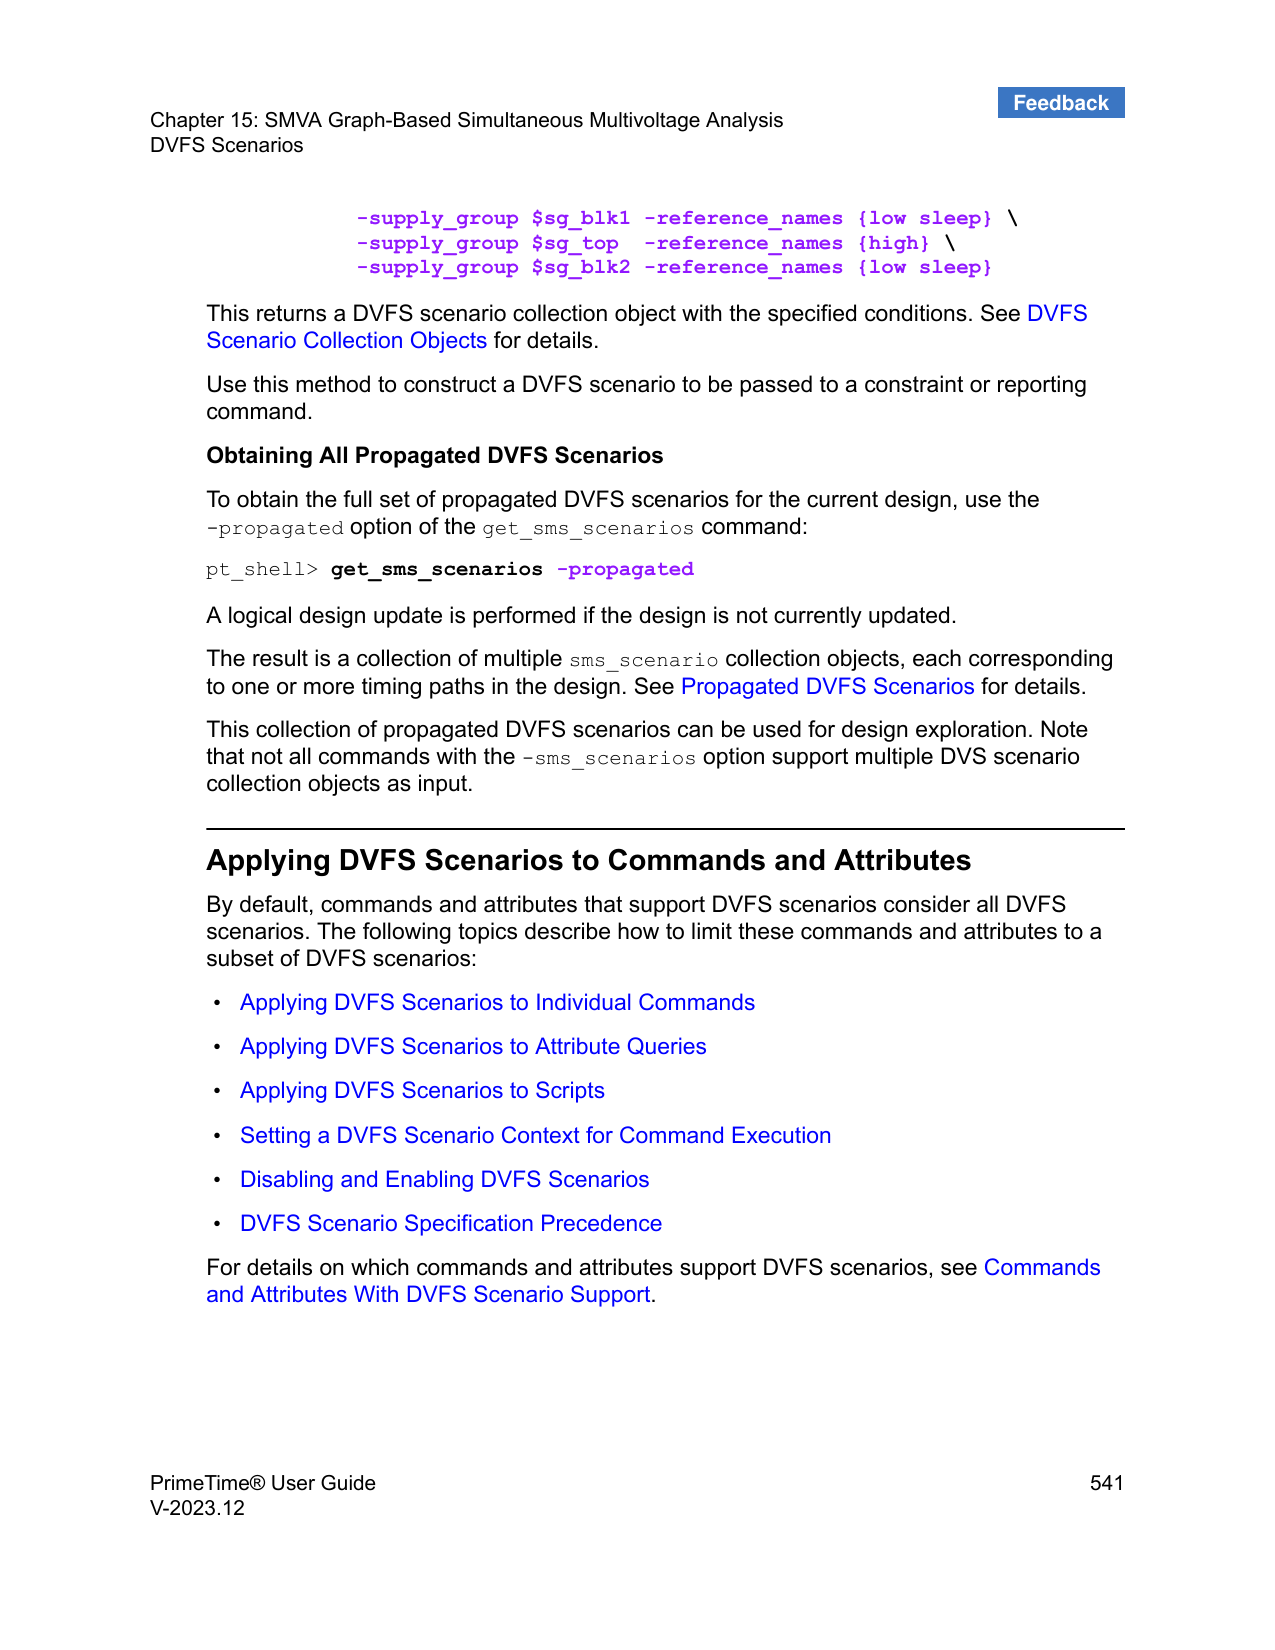 Feedback
Chapter 15: SMVA Graph-Based Simultaneous Multivoltage Analysis
DVFS Scenarios
-supply_group $sg_blk1 -reference_names {low sleep} \
-supply_group $sg_top  -reference_names {high} \
-supply_group $sg_blk2 -reference_names {low sleep}
This returns a DVFS scenario collection object with the specified conditions. See DVFS
Scenario Collection Objects for details.
Use this method to construct a DVFS scenario to be passed to a constraint or reporting
command.
Obtaining All Propagated DVFS Scenarios
To obtain the full set of propagated DVFS scenarios for the current design, use the
-propagated option of the get_sms_scenarios command:
pt_shell> get_sms_scenarios -propagated
A logical design update is performed if the design is not currently updated.
The result is a collection of multiple sms_scenario collection objects, each corresponding
to one or more timing paths in the design. See Propagated DVFS Scenarios for details.
This collection of propagated DVFS scenarios can be used for design exploration. Note
that not all commands with the -sms_scenarios option support multiple DVS scenario
collection objects as input.
Applying DVFS Scenarios to Commands and Attributes
By default, commands and attributes that support DVFS scenarios consider all DVFS
scenarios. The following topics describe how to limit these commands and attributes to a
subset of DVFS scenarios:
• Applying DVFS Scenarios to Individual Commands
• Applying DVFS Scenarios to Attribute Queries
• Applying DVFS Scenarios to Scripts
• Setting a DVFS Scenario Context for Command Execution
• Disabling and Enabling DVFS Scenarios
• DVFS Scenario Specification Precedence
For details on which commands and attributes support DVFS scenarios, see Commands
and Attributes With DVFS Scenario Support.
PrimeTime® User Guide
541
V-2023.12